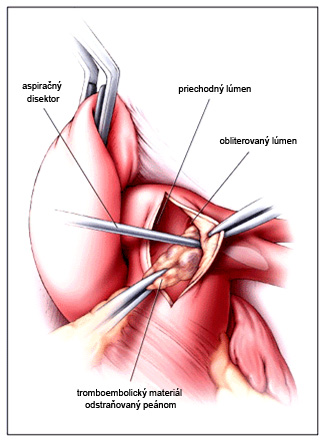 aspiračný
disektor
priechodný lúmen
obliterovaný lúmen
tromboembolický materiál
odstraňovaný peánom